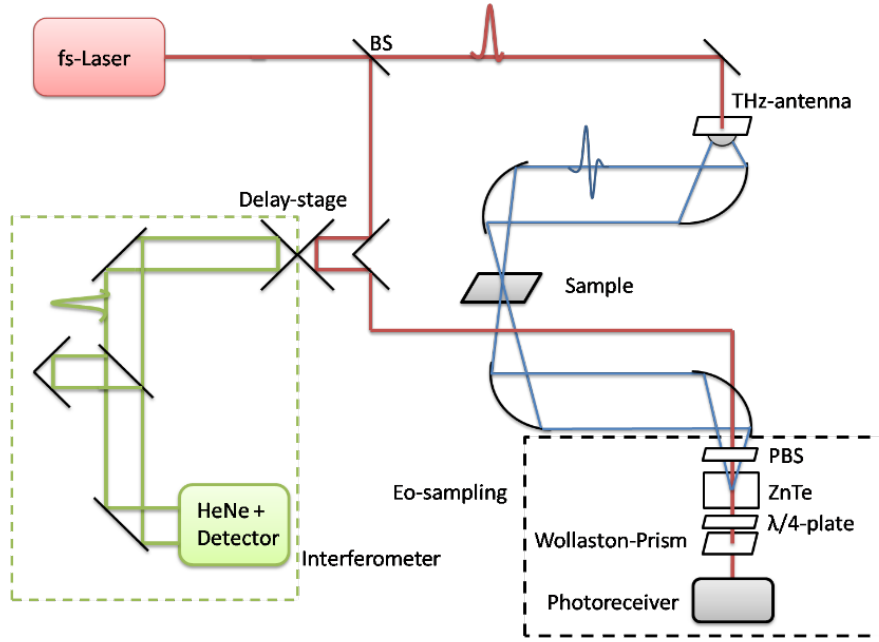 fs-Laser
BS
THz-antenna
Delay-stage
Sample
PBS
Eo-sampling
ZnTe
λ/4-plate
HeNe +
Detector
Wollaston-Prism
Interferometer
Photoreceiver